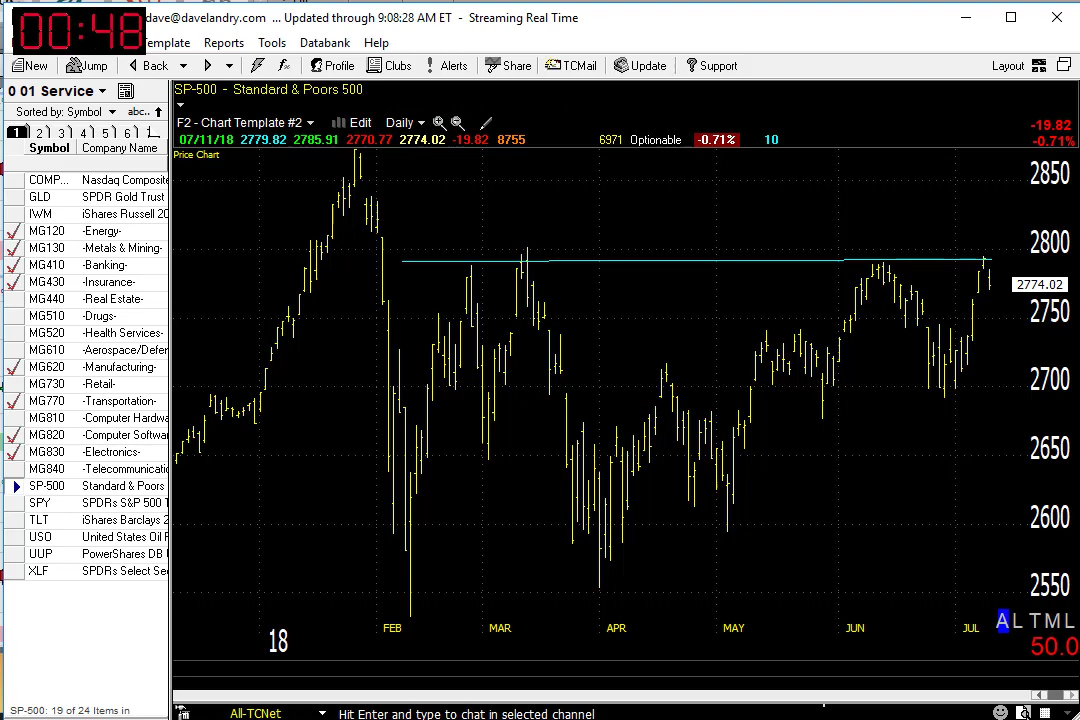 00:48
dave@davelandry.com ... Updated through 9:08:28 AM ET - Streaming Real Time
Template Reports Tools Databank Help
New Jump Back Profile Clubs Alerts Share TCMail Update Support Layout
0 01 Service
SP-500 - Standard & Poors 500
Sorted by: Symbol abc..
F2 - Chart Template #2 Edit Daily
1 2 3 4 5 6
07/11/18 2779.82 2785.91 2770.77 2774.02 -19.82 8755 6971 Optionable -0.71% 10
-19.82
-0.71%
Symbol Company Name
Price Chart
COMP... Nasdaq Composite
GLD SPDR Gold Trust
IWM iShares Russell 20
MG120 -Energy-
MG130 -Metals & Mining-
MG410 -Banking-
MG430 -Insurance-
MG440 -Real Estate-
MG510 -Drugs-
MG520 -Health Services-
MG610 -Aerospace/Defen
MG620 -Manufacturing-
MG730 -Retail-
MG770 -Transportation-
MG810 -Computer Hardwa
MG820 -Computer Softwa
MG830 -Electronics-
MG840 -Telecommunicatio
SP-500 Standard & Poors
SPY SPDRs S&P 500 T
TLT iShares Barclays 2
USO United States Oil F
UUP PowerShares DB
XLF SPDRs Select Se
2850
2800
2774.02
2750
2700
2650
2600
2550
18 FEB MAR APR MAY JUN JUL
A L T M L
50.0
SP-500: 19 of 24 Items in
All-TCNet Hit Enter and type to chat in selected channel